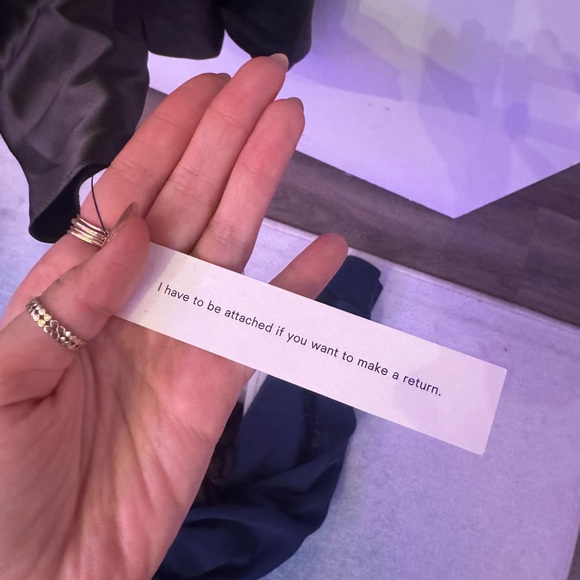 I have to be attached if you want to make a return.